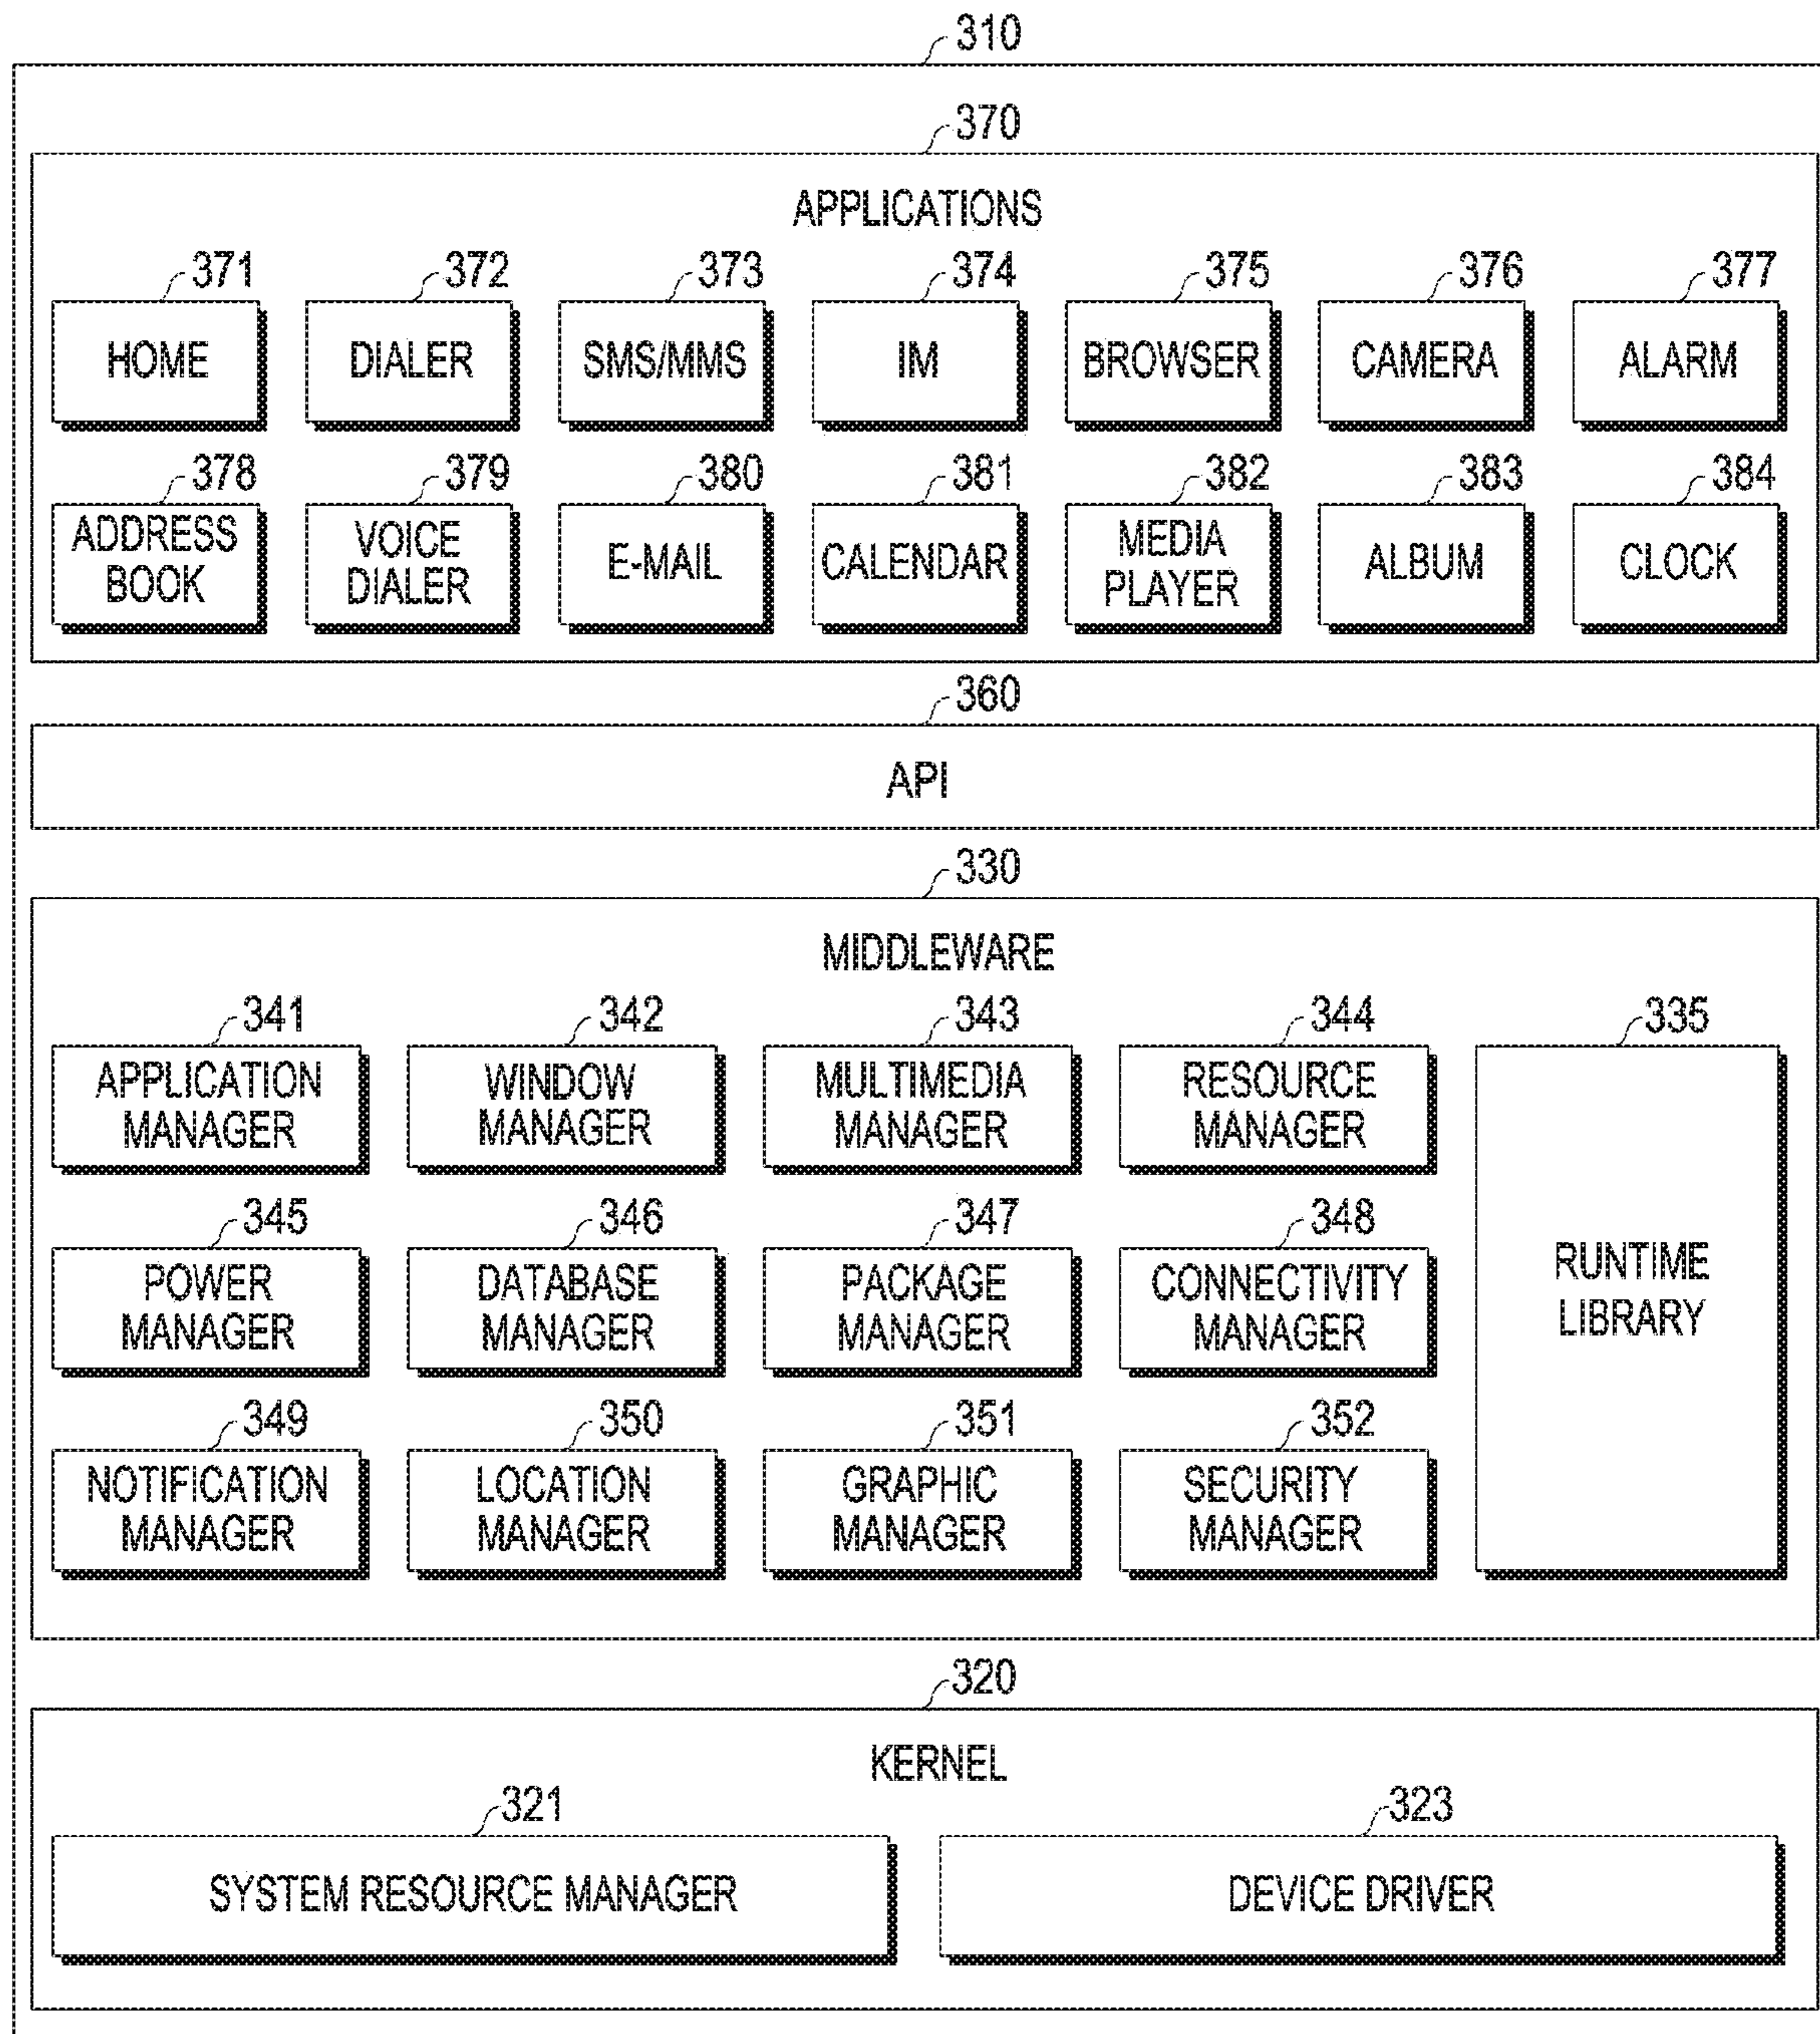 310
370
APPLICATIONS
371 372 373 374 375 376 377
HOME DIALER SMS/MMS IM BROWSER CAMERA ALARM
378 379 380 381 382 383 384
ADDRESS BOOK
VOICE DIALER
E-MAIL
CALENDAR
MEDIA PLAYER
ALBUM
CLOCK
360
API
330
MIDDLEWARE
341 342 343 344 335
APPLICATION MANAGER
WINDOW MANAGER
MULTIMEDIA MANAGER
RESOURCE MANAGER
RUNTIME LIBRARY
345 346 347 348
POWER MANAGER
DATABASE MANAGER
PACKAGE MANAGER
CONNECTIVITY MANAGER
349 350 351 352
NOTIFICATION MANAGER
LOCATION MANAGER
GRAPHIC MANAGER
SECURITY MANAGER
320
KERNEL
321 323
SYSTEM RESOURCE MANAGER
DEVICE DRIVER